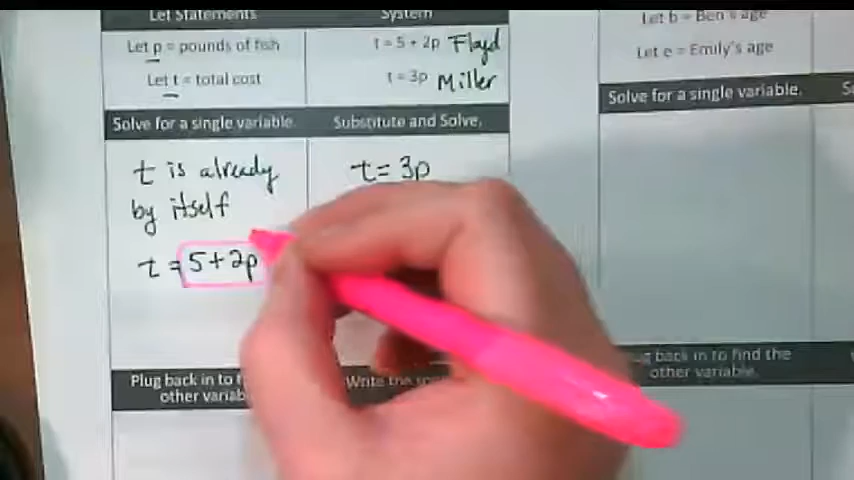 Let Statements
System
Let p = pounds of fish
t = 5 + 2p Floyd
Let t = total cost
t = 3p Miller
Let b = Ben's age
Let e = Emily's age
Solve for a single variable.
Substitute and Solve.
Solve for a single variable.
t is already
by itself
t = 5+2p
t = 3p
Plug back in to
other variab
Write the
ug back in to find the
other variable.